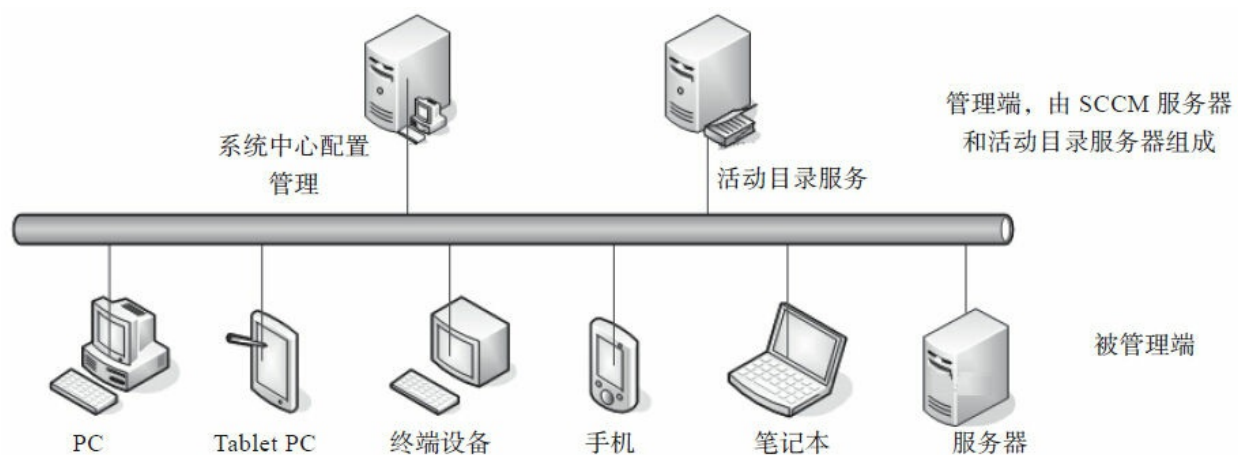 管理端，由 SCCM 服务器
和活动目录服务器组成
系统中心配置
管理
活动目录服务
被管理端
PC
Tablet PC
终端设备
手机
笔记本
服务器